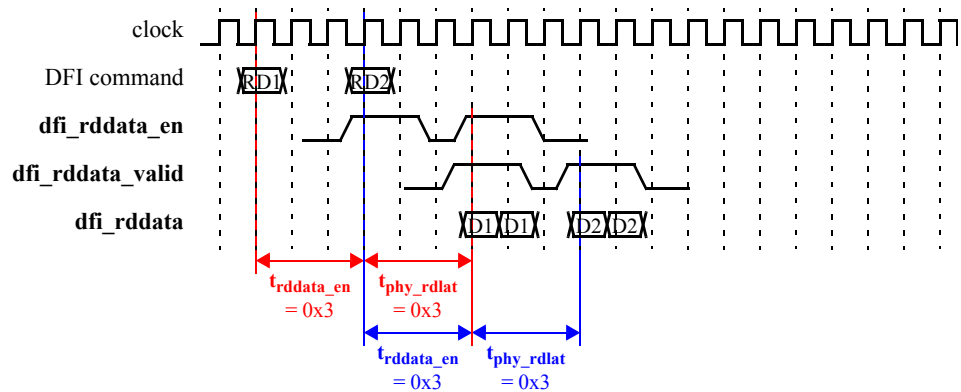 clock
DFI command RD1 RD2
dfi_rddata_en
dfi_rddata_valid
dfi_rddata D1 D1 D2 D2
trddata_en tphy_rdlat
= 0x3 = 0x3
trddata_en tphy_rdlat
= 0x3 = 0x3